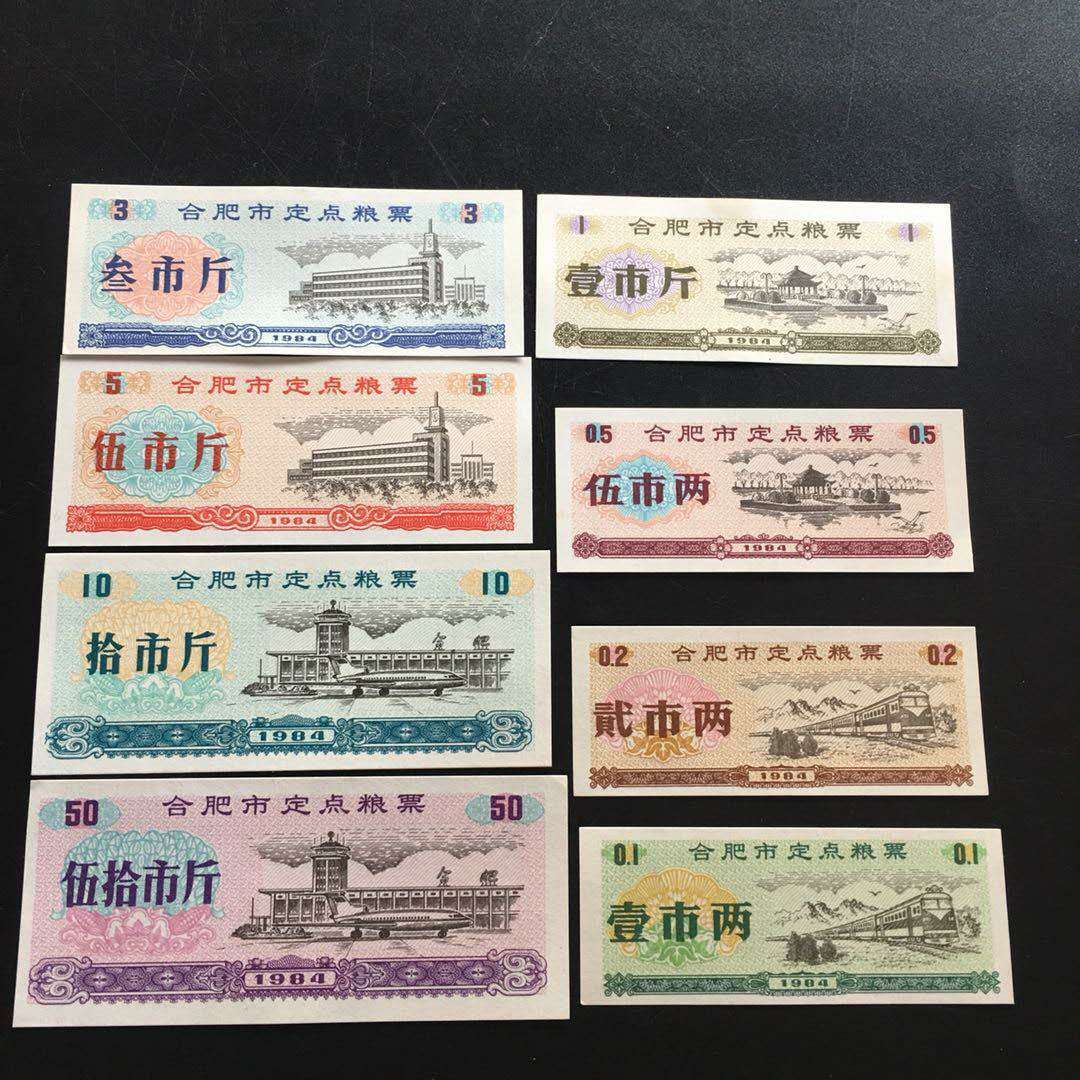 3 合肥市定点粮票 3
叁市斤
1984
5 合肥市定点粮票 5
伍市斤
1984
10 合肥市定点粮票 10
拾市斤
合肥
1984
50 合肥市定点粮票 50
伍拾市斤
合肥
1984
1 合肥市定点粮票 1
壹市斤
1984
0.5 合肥市定点粮票 0.5
伍市两
1984
0.2 合肥市定点粮票 0.2
貳市两
1984
0.1 合肥市定点粮票 0.1
壹市两
1984